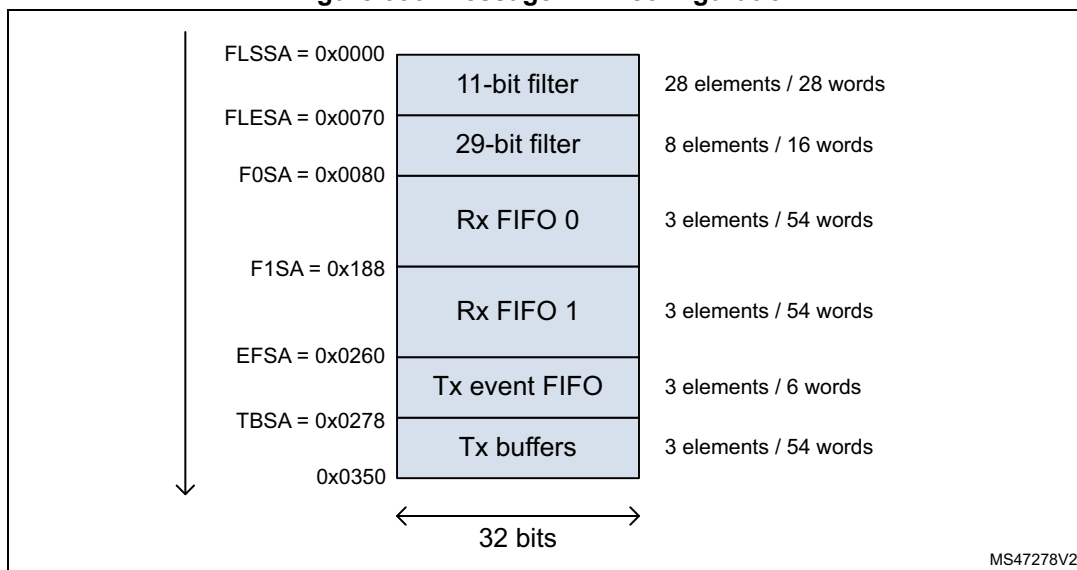 FLSSA = 0x0000
11-bit filter
28 elements / 28 words
FLESA = 0x0070
29-bit filter
8 elements / 16 words
F0SA = 0x0080
Rx FIFO 0
3 elements / 54 words
F1SA = 0x188
Rx FIFO 1
3 elements / 54 words
EFSA = 0x0260
Tx event FIFO
3 elements / 6 words
TBSA = 0x0278
Tx buffers
3 elements / 54 words
0x0350
32 bits
MS47278V2